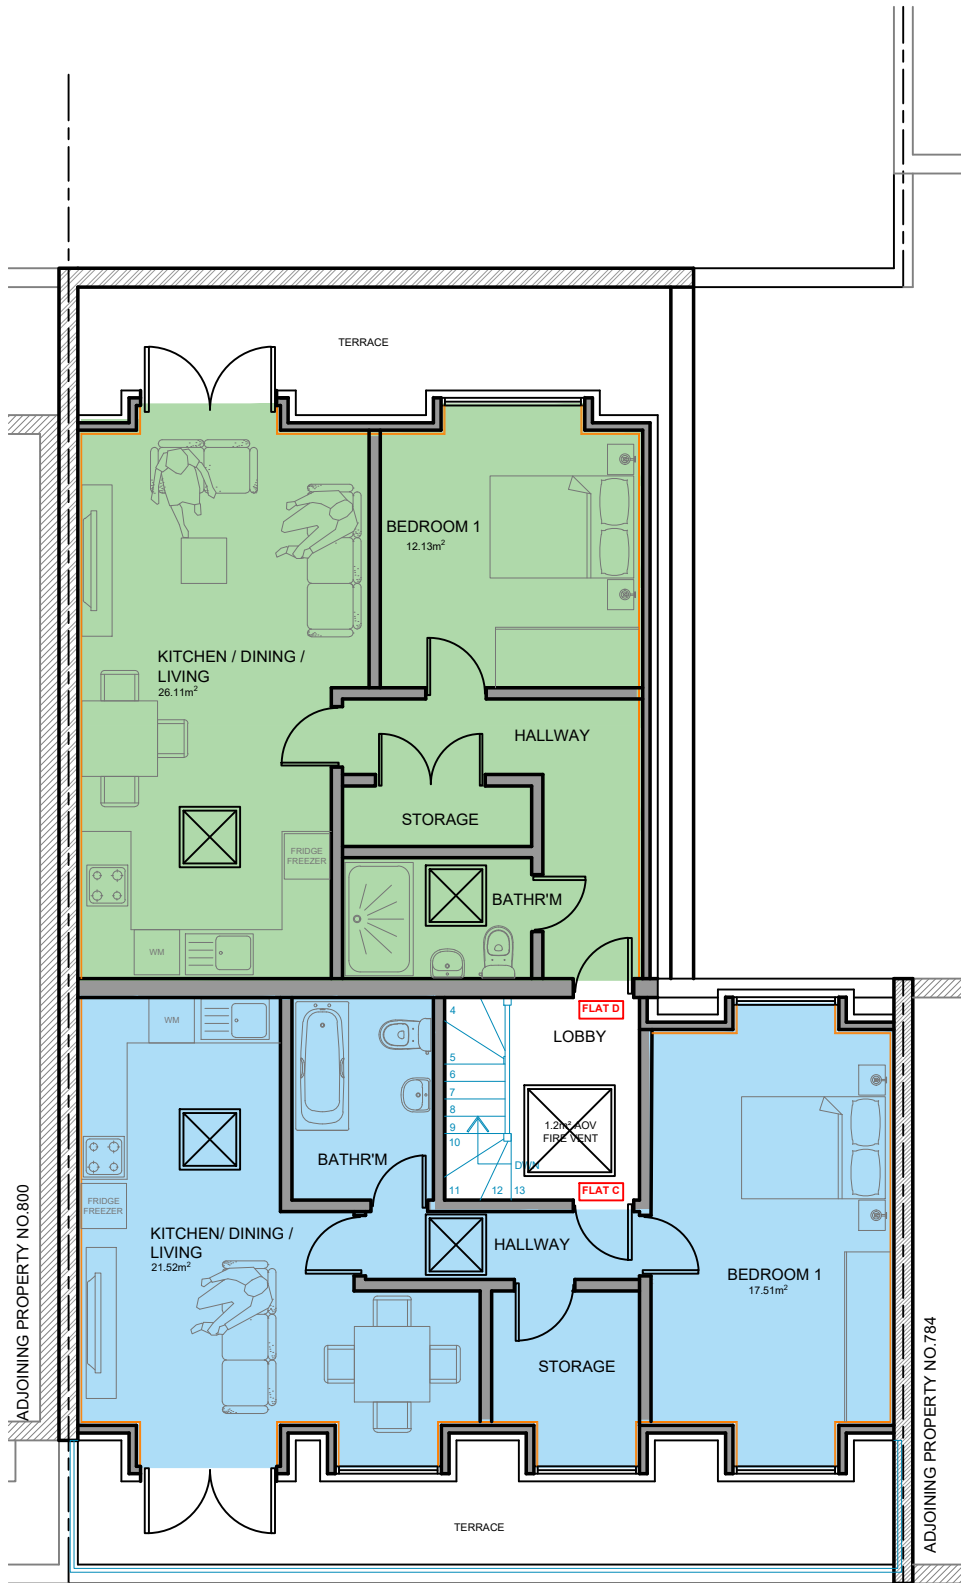 TERRACE
BEDROOM 1
12.13m²
KITCHEN / DINING /
LIVING
26.11m²
HALLWAY
STORAGE
FRIDGE
FREEZER
BATHR'M
WM
FLAT D
WM
4
LOBBY
5
6
7
8
9
10
1.2m² AOV
FIRE VENT
DWN
11
12
13
BATHR'M
FLAT C
FRIDGE
FREEZER
KITCHEN/ DINING /
LIVING
21.52m²
HALLWAY
BEDROOM 1
17.51m²
STORAGE
TERRACE
ADJOINING PROPERTY NO.800
ADJOINING PROPERTY NO.784